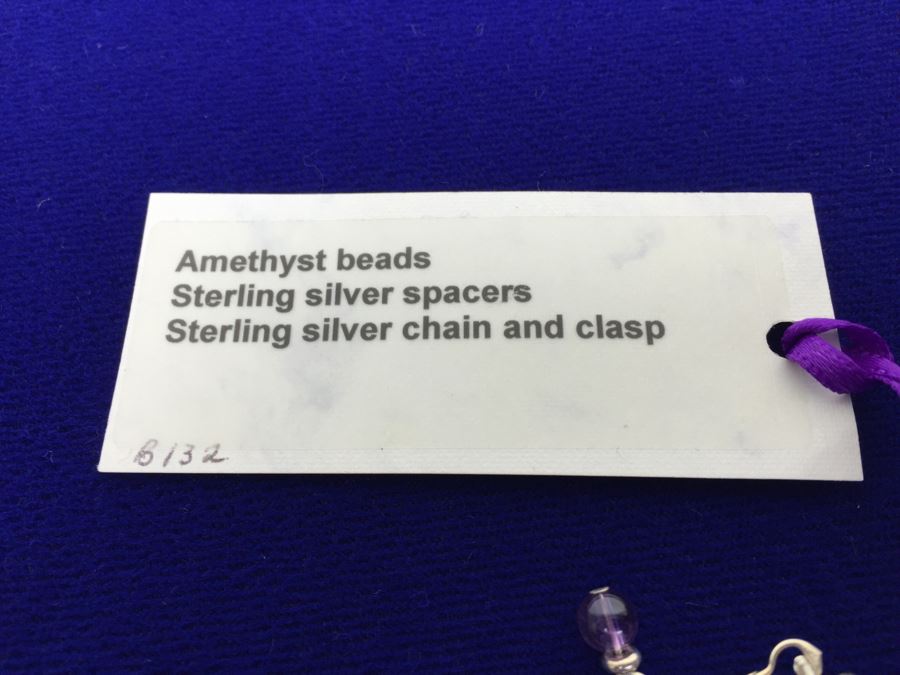 Amethyst beads
Sterling silver spacers
Sterling silver chain and clasp
B132